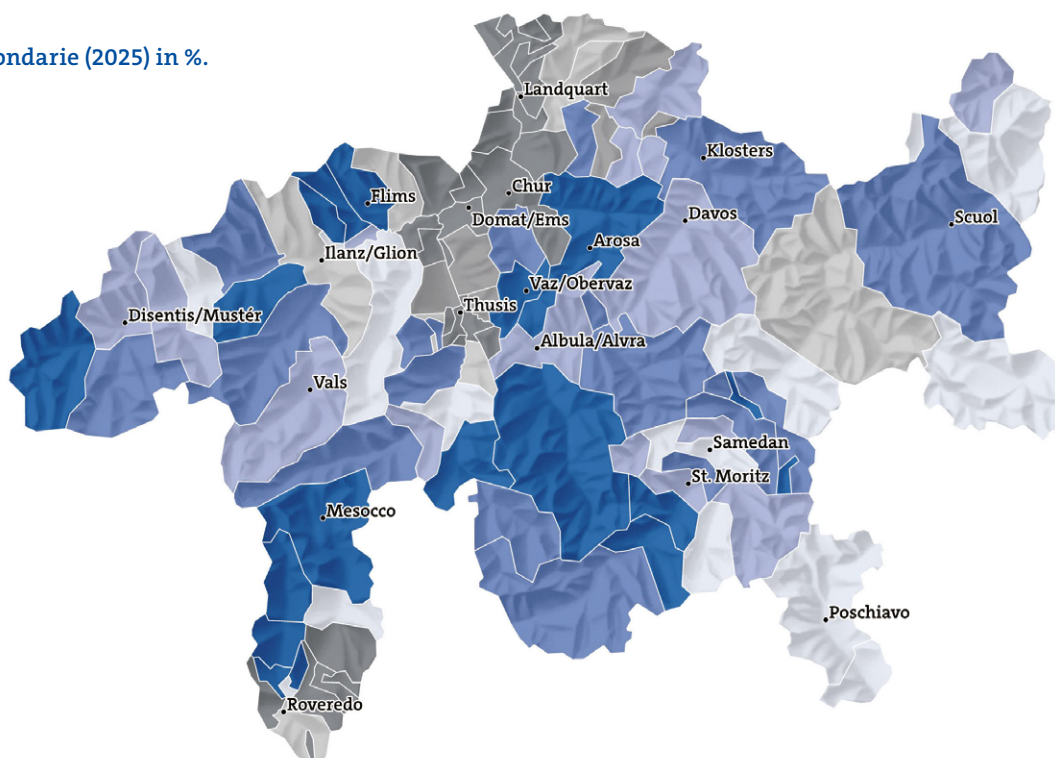 (2025) in %.
Landquart
Klosters
Chur
Flims
Domat/Ems
Davos
Scuol
Arosa
Ilanz/Glion
Vaz/Obervaz
Thusis
Disentis/Mustér
Albula/Alvra
Vals
Samedan
St. Moritz
Mesocco
Poschiavo
Roveredo